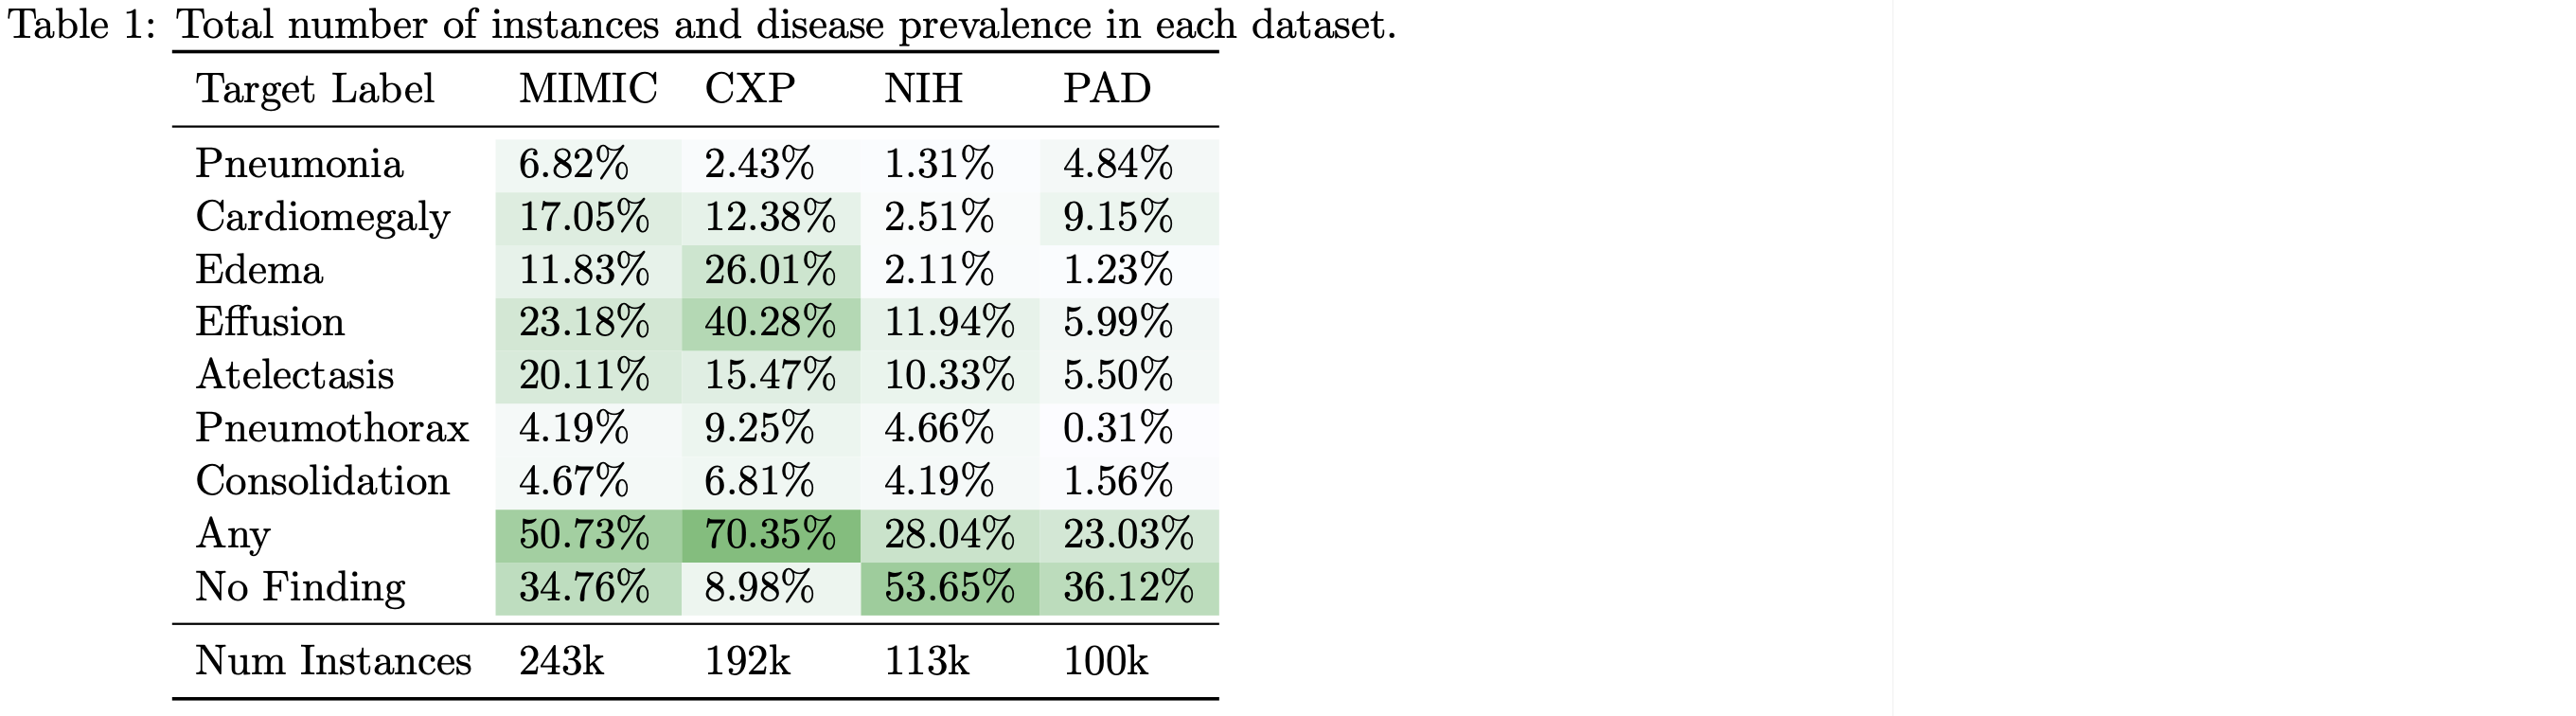 Table 1: Total number of instances and disease prevalence in each dataset.
Target Label MIMIC CXP NIH PAD
Pneumonia 6.82% 2.43% 1.31% 4.84%
Cardiomegaly 17.05% 12.38% 2.51% 9.15%
Edema 11.83% 26.01% 2.11% 1.23%
Effusion 23.18% 40.28% 11.94% 5.99%
Atelectasis 20.11% 15.47% 10.33% 5.50%
Pneumothorax 4.19% 9.25% 4.66% 0.31%
Consolidation 4.67% 6.81% 4.19% 1.56%
Any 50.73% 70.35% 28.04% 23.03%
No Finding 34.76% 8.98% 53.65% 36.12%
Num Instances 243k 192k 113k 100k